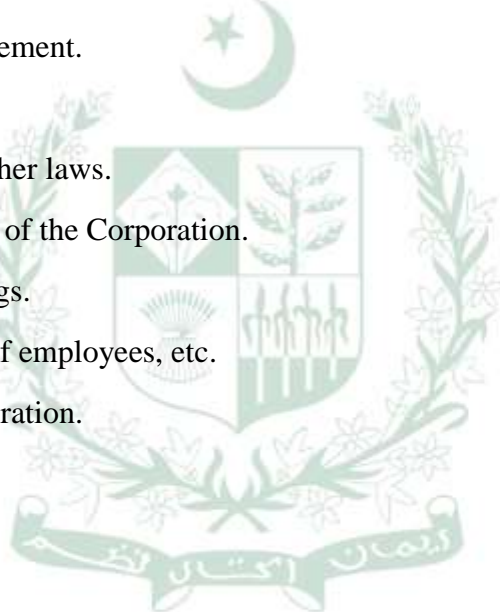 ement.
her laws.
of the Corporation.
gs.
f employees, etc.
ration.